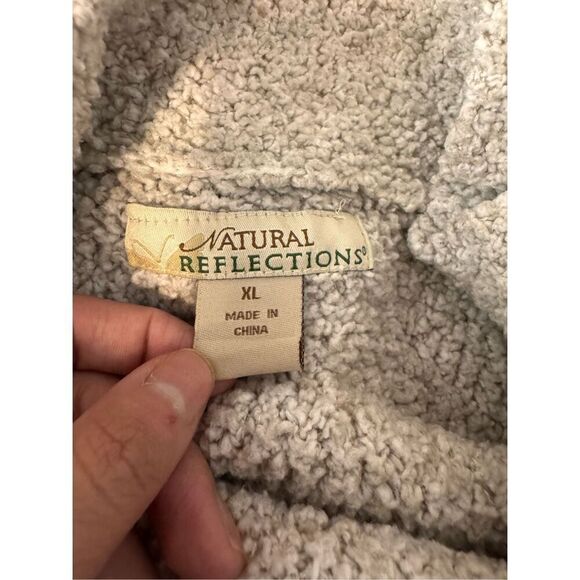 NATURAL
REFLECTIONS®
XL
MADE IN
CHINA